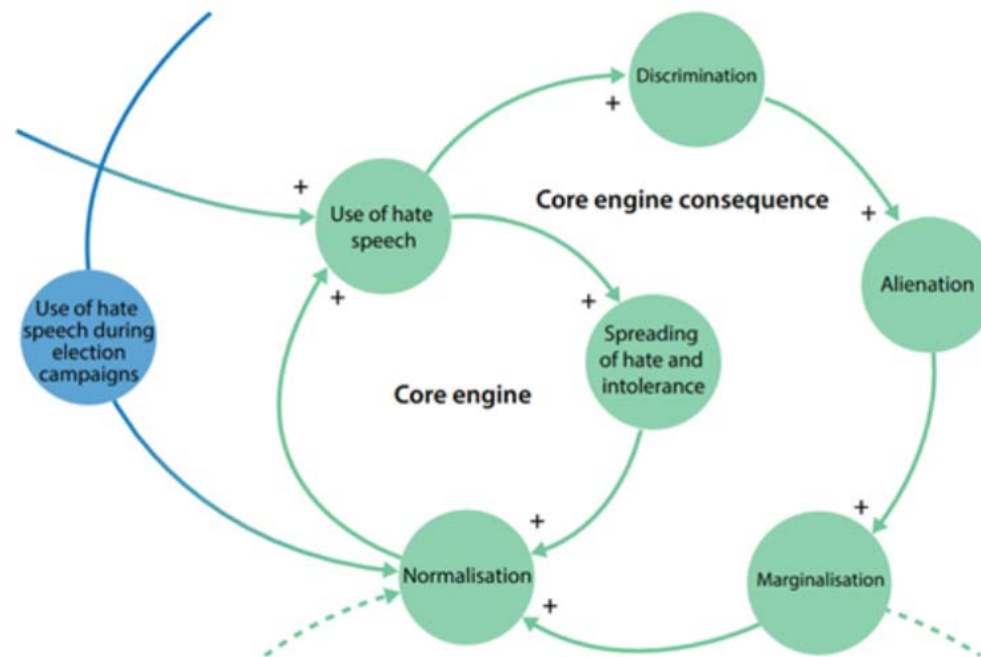 Discrimination
+
Core engine consequence
+
Use of hate
speech
+
+
Alienation
Use of hate
speech during
election
campaigns
+
Spreading
of hate and
intolerance
Core engine
+
+
Normalisation
Marginalisation
+